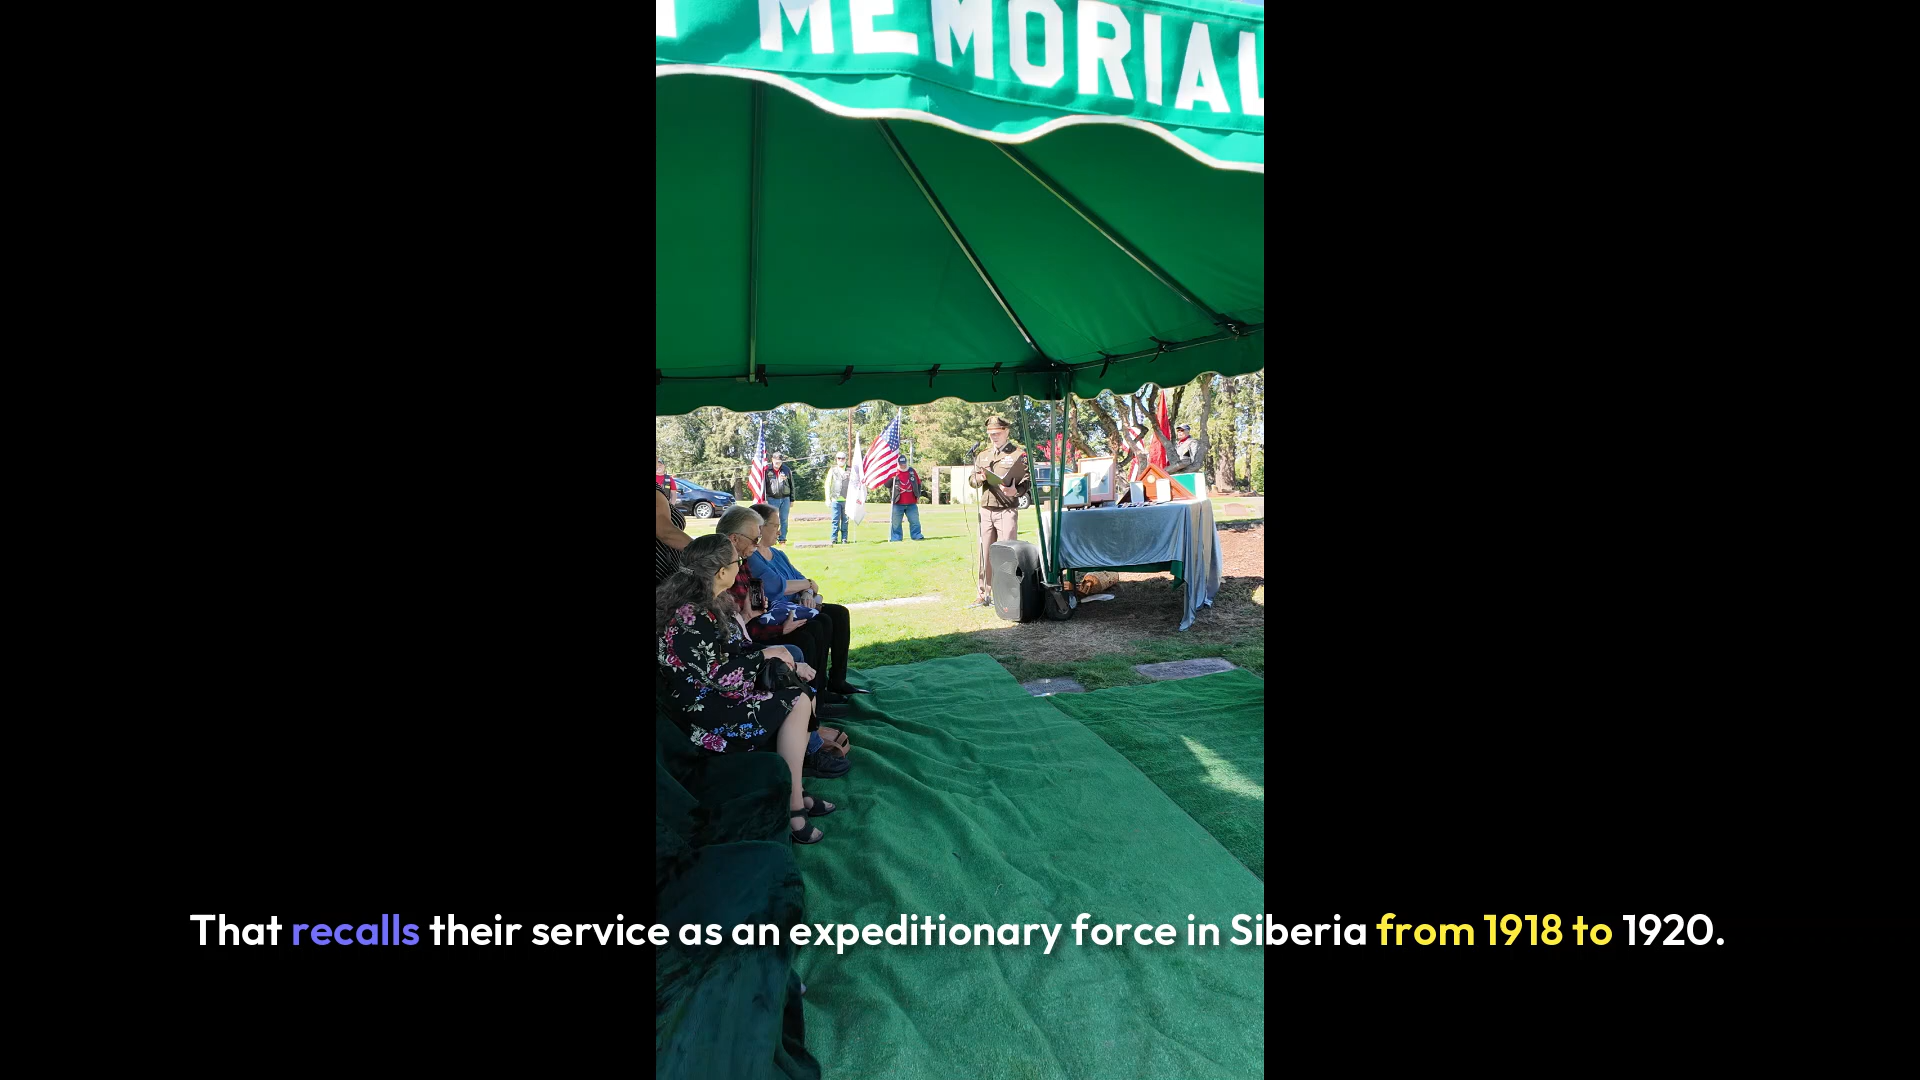 MEMORIAL
That recalls their service as an expeditionary force in Siberia from 1918 to 1920.